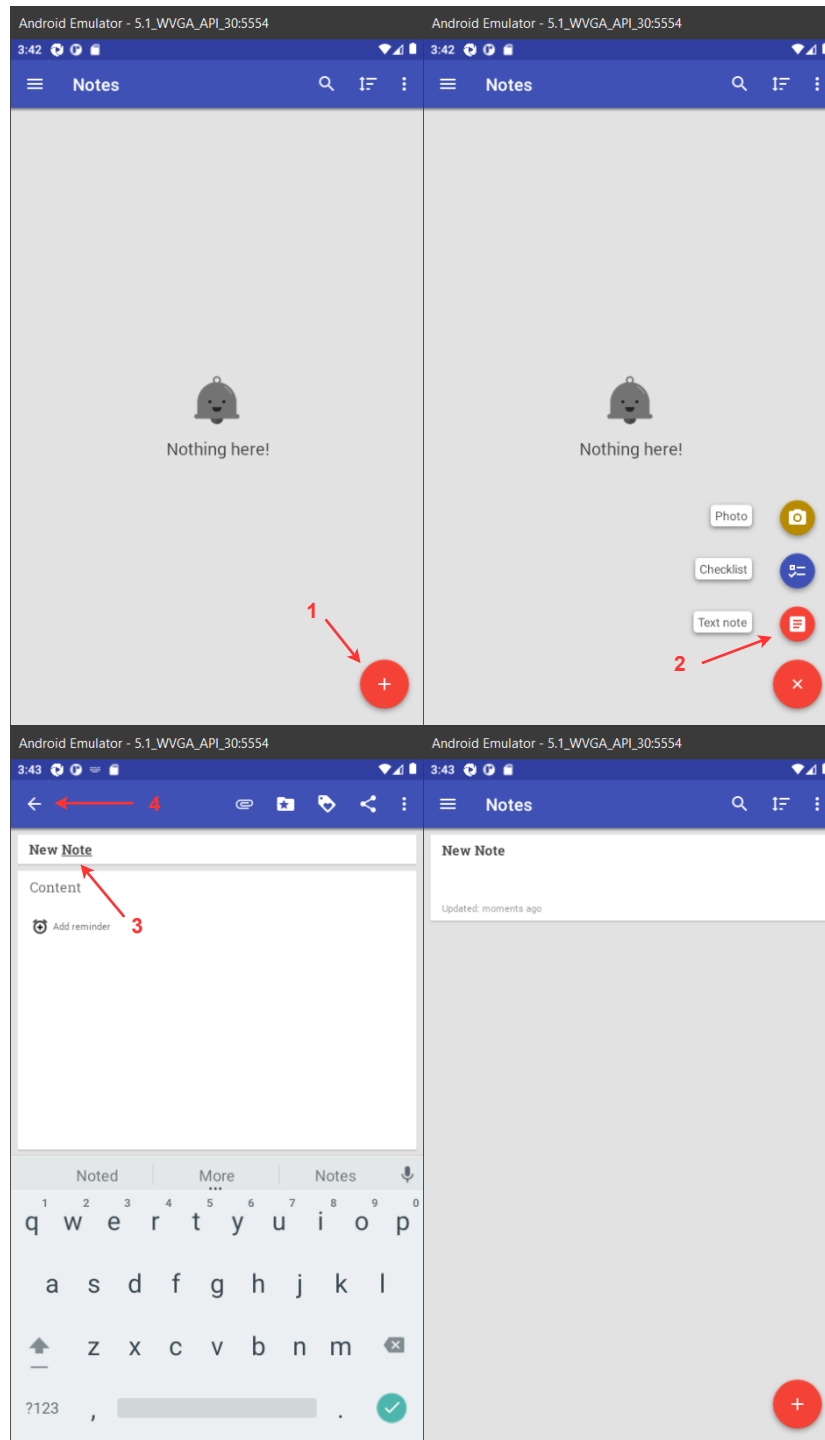 Android Emulator - 5.1_WVGA_API_30:5554
3:42
Notes
Nothing here!
1
+
Android Emulator - 5.1_WVGA_API_30:5554
3:42
Notes
Nothing here!
Photo
Checklist
Text note
2
×
Android Emulator - 5.1_WVGA_API_30:5554
3:43
4
New Note
Content
3
Add reminder
Noted More Notes
1 2 3 4 5 6 7 8 9 0
q w e r t y u i o p
a s d f g h j k l
z x c v b n m
?123 , .
Android Emulator - 5.1_WVGA_API_30:5554
3:43
Notes
New Note
Updated: moments ago
+